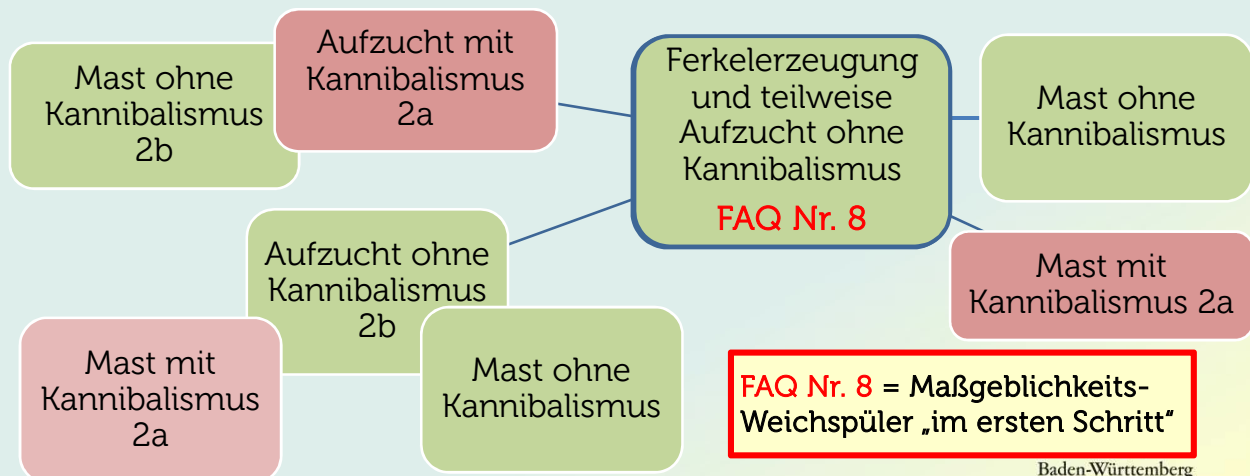 Mast ohne
Kannibalismus
2b
Aufzucht mit
Kannibalismus
2a
Ferkelerzeugung
und teilweise
Aufzucht ohne
Kannibalismus
FAQ Nr. 8
Mast ohne
Kannibalismus
Aufzucht ohne
Kannibalismus
2b
Mast mit
Kannibalismus 2a
Mast mit
Kannibalismus
2a
Mast ohne
Kannibalismus
FAQ Nr. 8 = Maßgeblichkeits-
Weichspüler „im ersten Schritt“
Baden-Württemberg